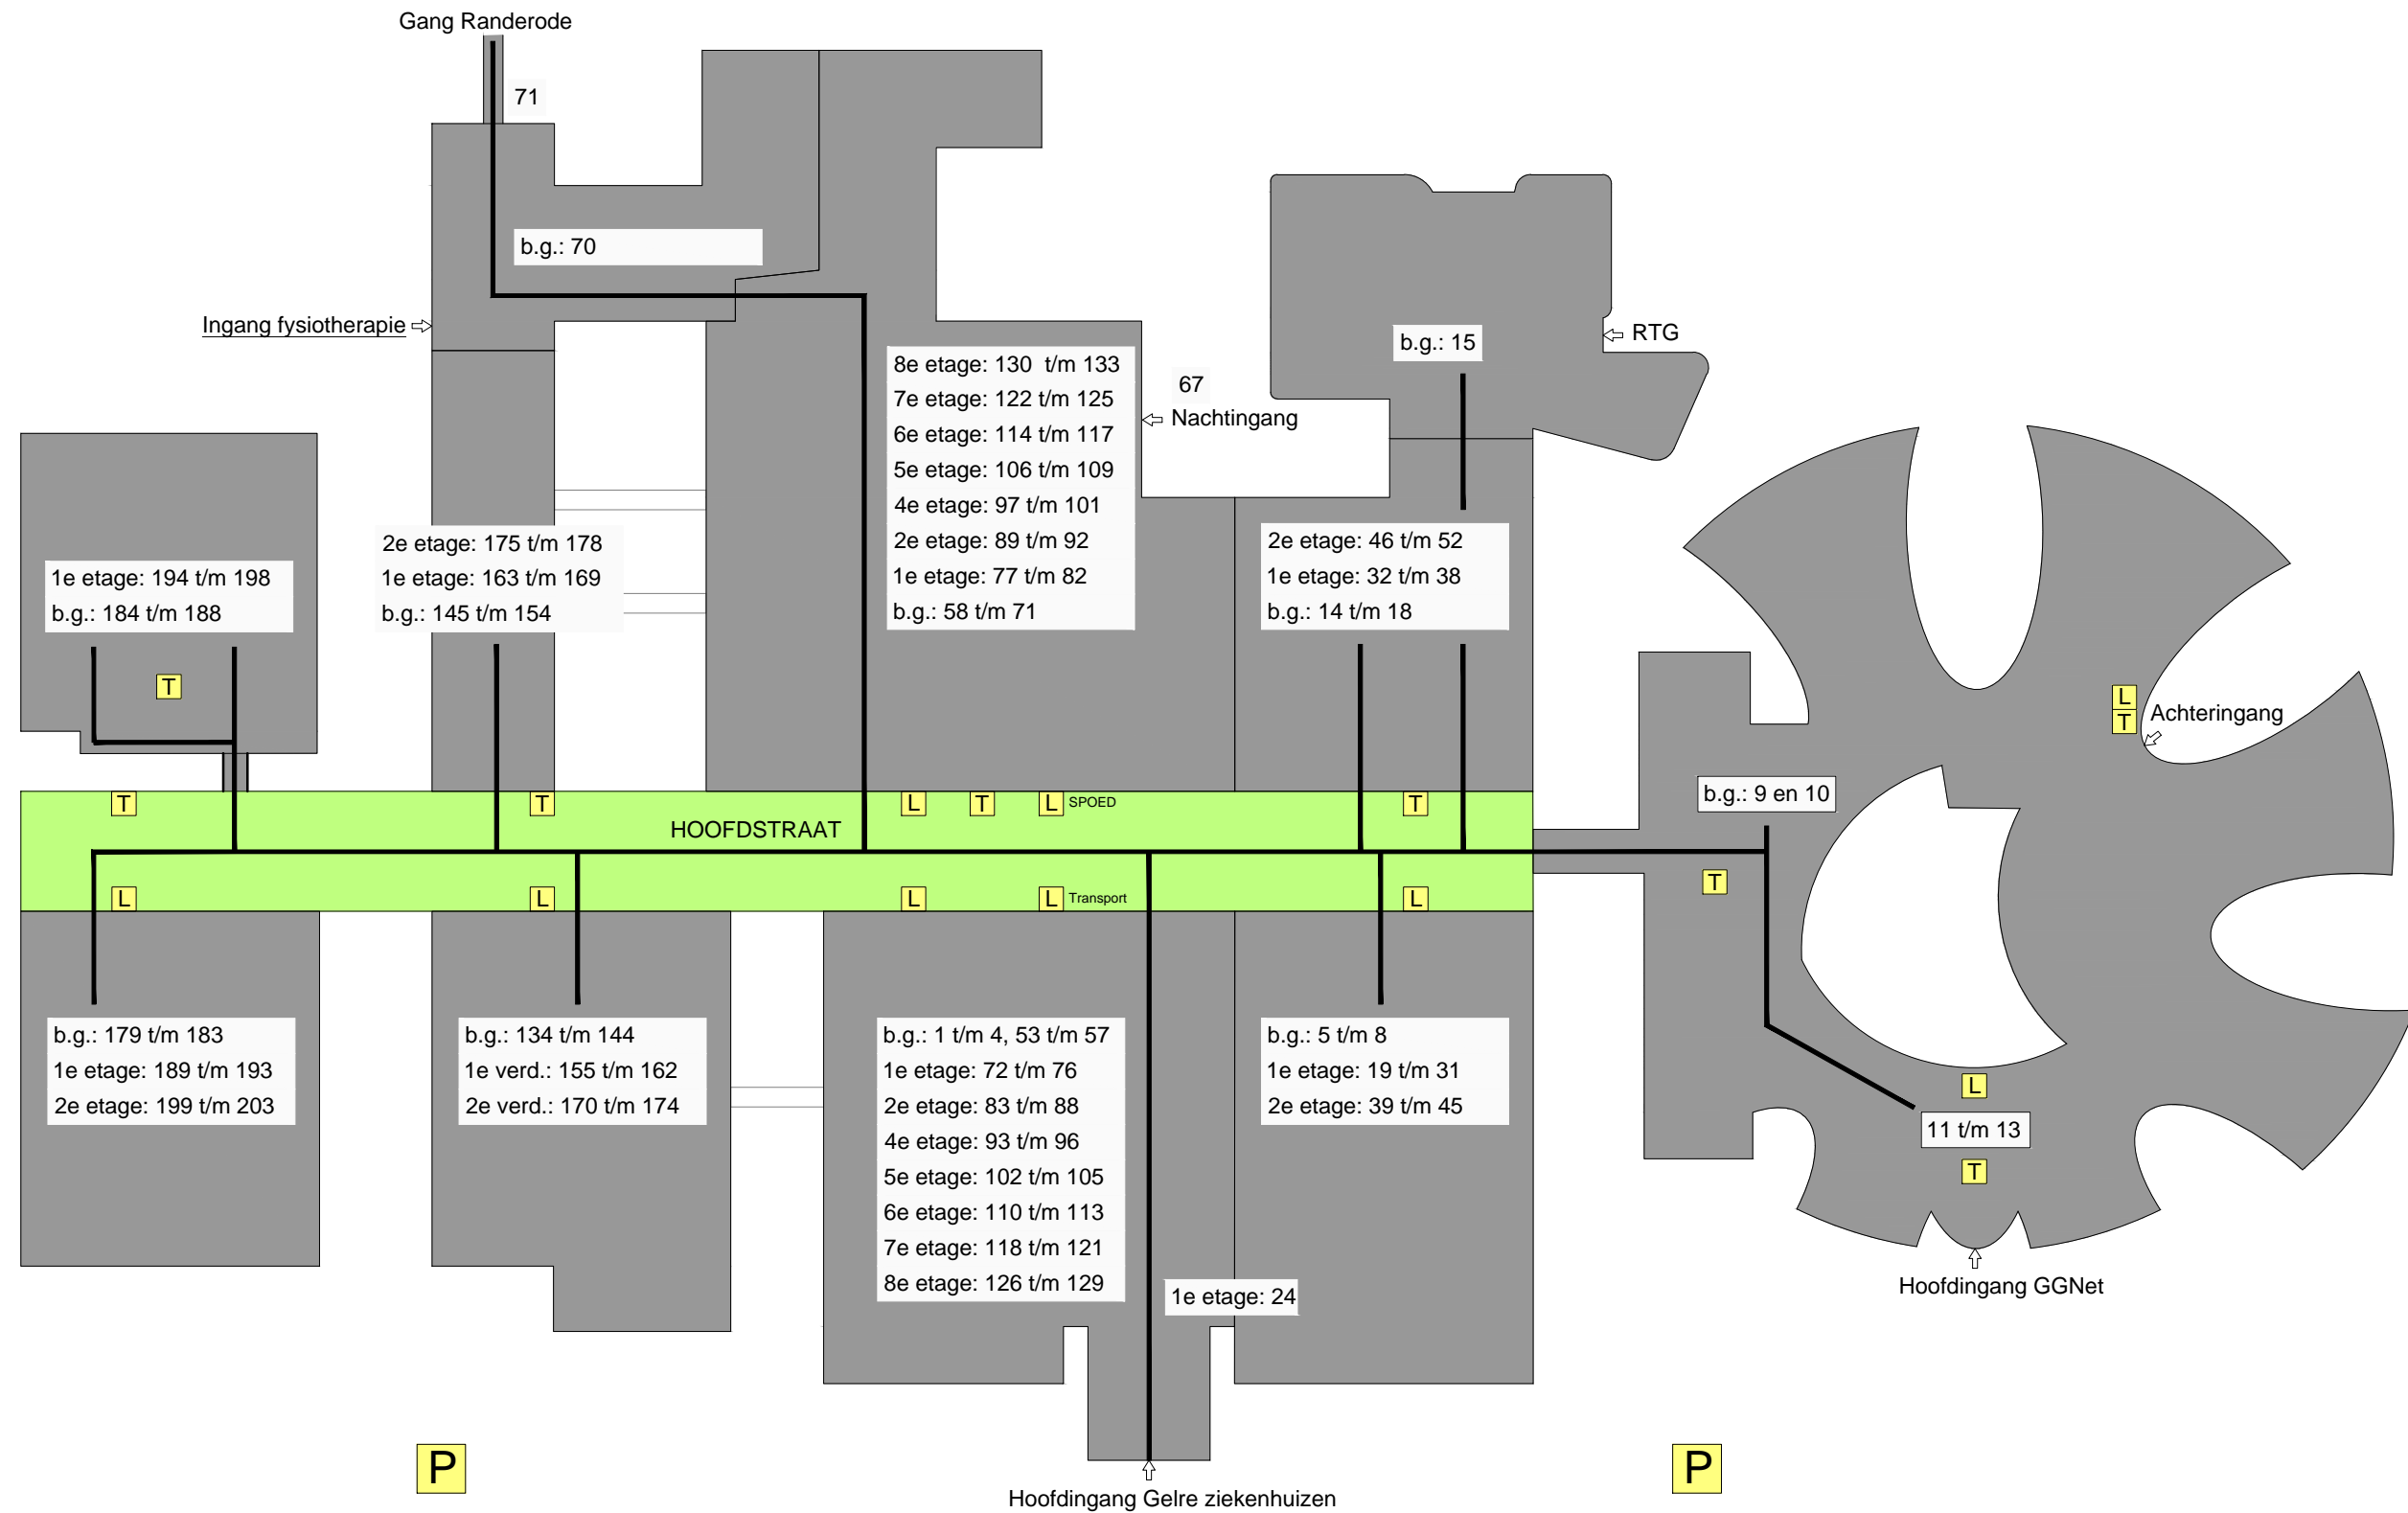 Gang Randerode
71
b.g.: 70
Ingang fysiotherapie
8e etage: 130 t/m 133
7e etage: 122 t/m 125
6e etage: 114 t/m 117
5e etage: 106 t/m 109
4e etage: 97 t/m 101
2e etage: 89 t/m 92
1e etage: 77 t/m 82
b.g.: 58 t/m 71
67
Nachtingang
b.g.: 15
RTG
1e etage: 194 t/m 198
b.g.: 184 t/m 188
T
2e etage: 175 t/m 178
1e etage: 163 t/m 169
b.g.: 145 t/m 154
2e etage: 46 t/m 52
1e etage: 32 t/m 38
b.g.: 14 t/m 18
L
T
Achteringang
b.g.: 9 en 10
T
T
L
T
L SPOED
T
HOOFDSTRAAT
T
L
L
L
L Transport
L
b.g.: 179 t/m 183
1e etage: 189 t/m 193
2e etage: 199 t/m 203
b.g.: 134 t/m 144
1e verd.: 155 t/m 162
2e verd.: 170 t/m 174
b.g.: 1 t/m 4, 53 t/m 57
1e etage: 72 t/m 76
2e etage: 83 t/m 88
4e etage: 93 t/m 96
5e etage: 102 t/m 105
6e etage: 110 t/m 113
7e etage: 118 t/m 121
8e etage: 126 t/m 129
1e etage: 24
b.g.: 5 t/m 8
1e etage: 19 t/m 31
2e etage: 39 t/m 45
L
11 t/m 13
T
Hoofdingang GGNet
P
P
Hoofdingang Gelre ziekenhuizen